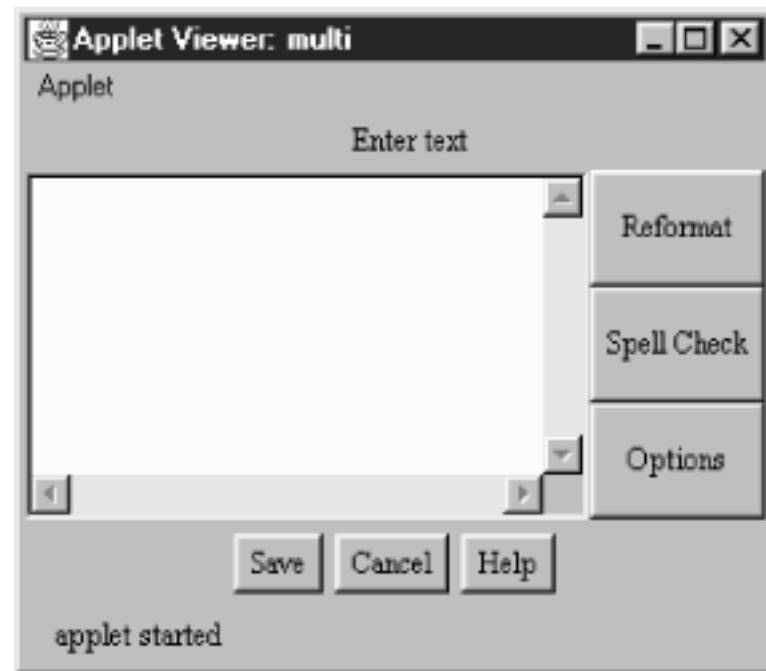 Applet Viewer: multi
Applet
Enter text
Reformat
Spell Check
Options
Save Cancel Help
applet started